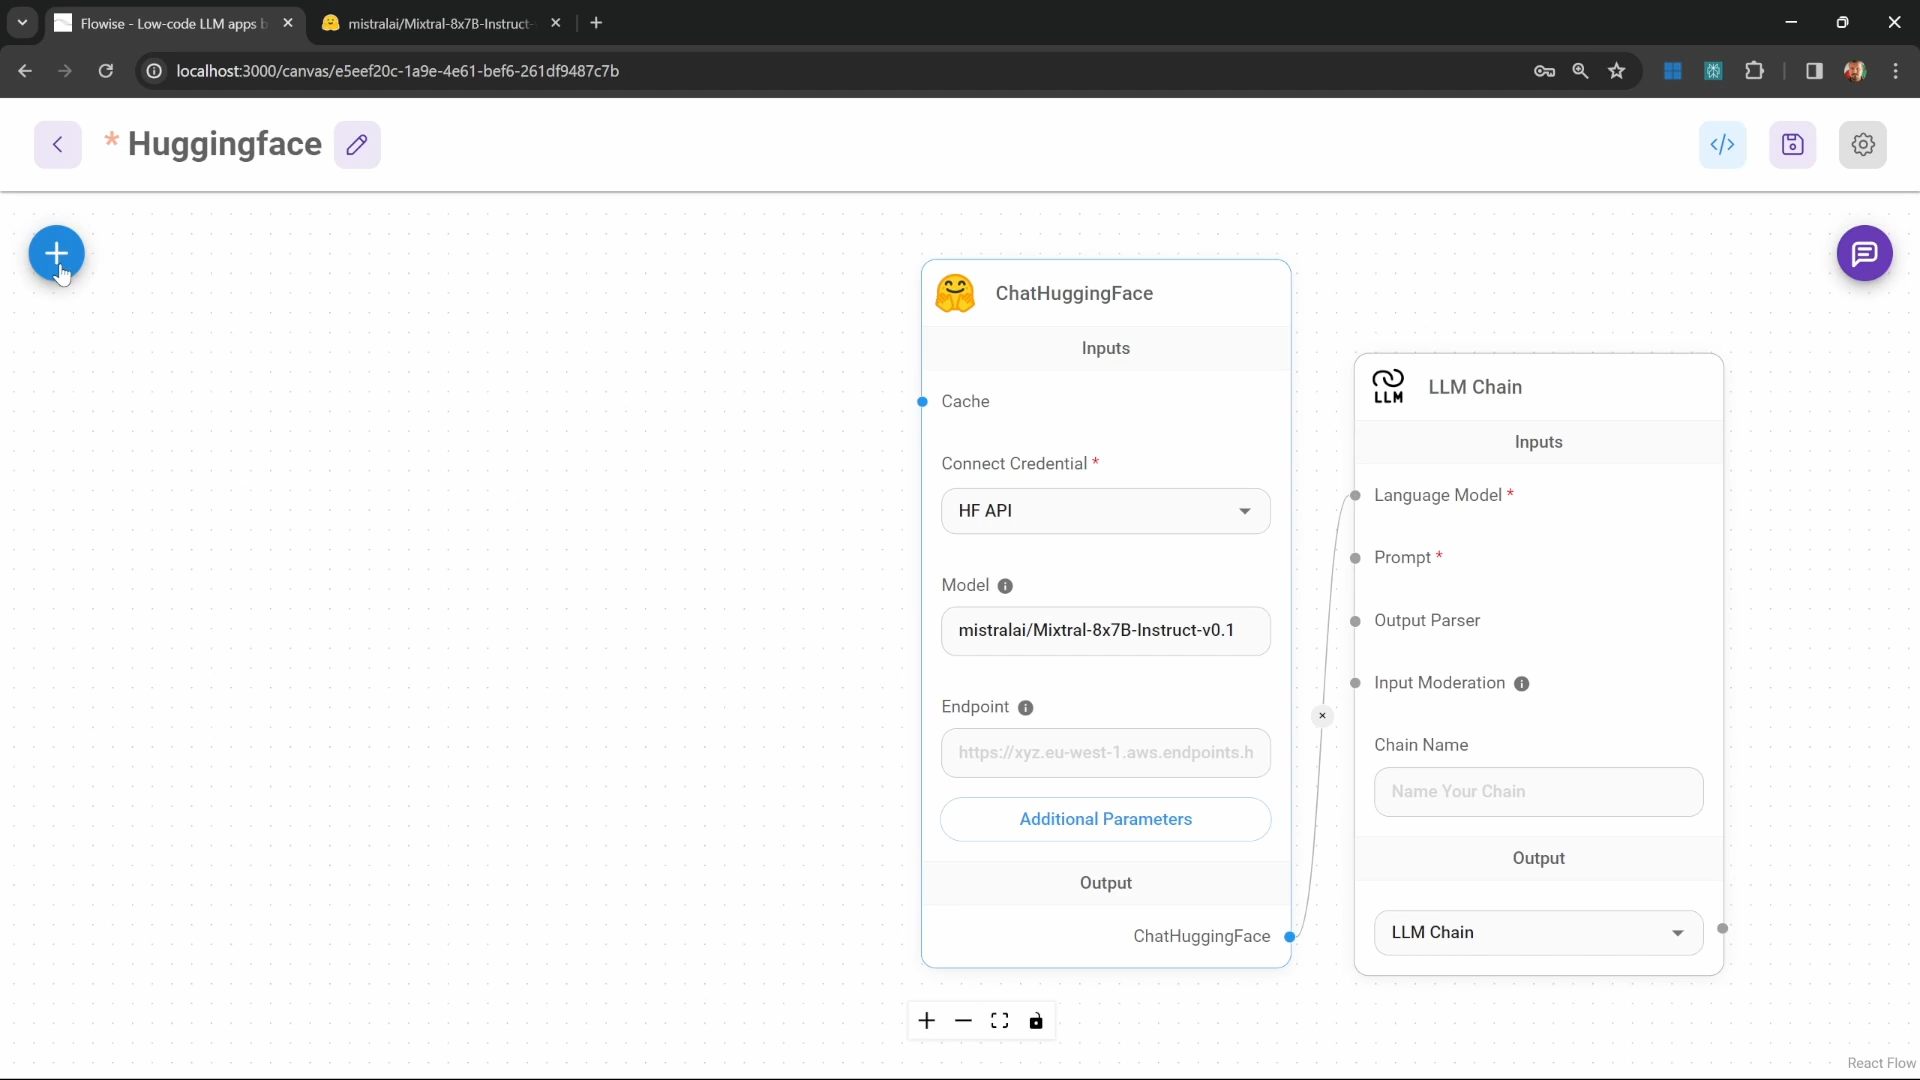 Flowise - Low-code LLM apps b
mistralai/Mixtral-8x7B-Instruct-
localhost:3000/canvas/e5eef20c-1a9e-4e61-bef6-261df9487c7b
* Huggingface
ChatHuggingFace
Inputs
Cache
Connect Credential *
HF API
Model
mistralai/Mixtral-8x7B-Instruct-v0.1
Endpoint
https://xyz.eu-west-1.aws.endpoints.h
Additional Parameters
Output
ChatHuggingFace
LLM
LLM Chain
Inputs
Language Model *
Prompt *
Output Parser
Input Moderation
Chain Name
Name Your Chain
Output
LLM Chain
React Flow